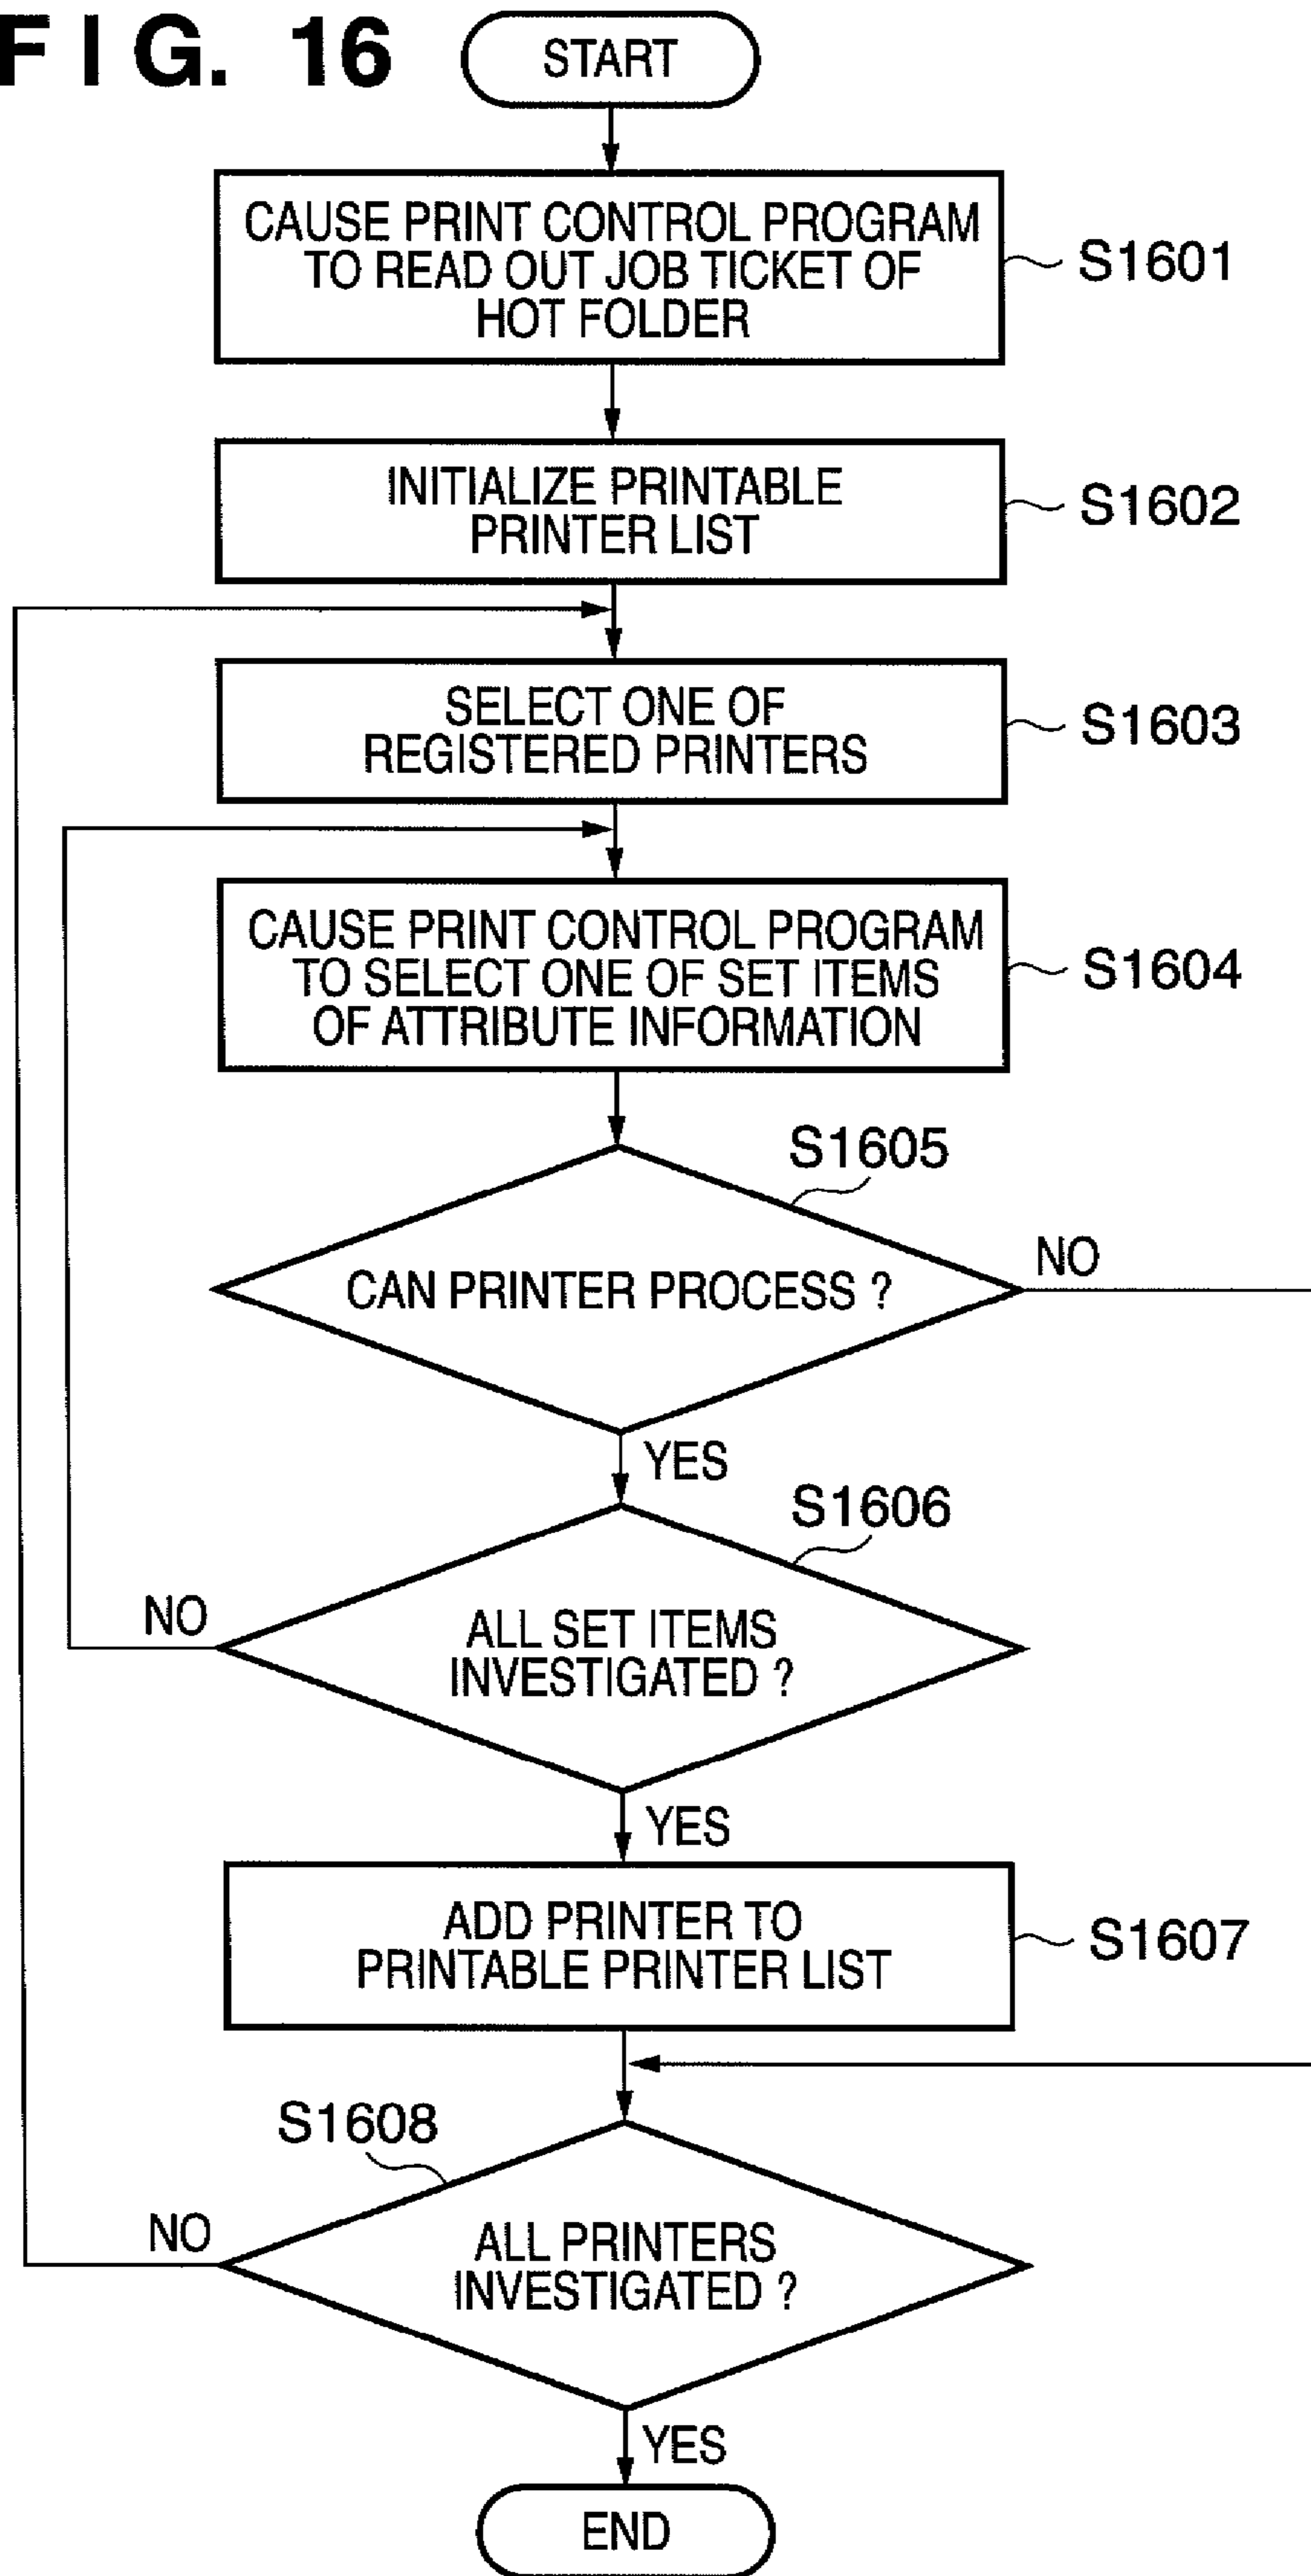 FIG. 16
START
CAUSE PRINT CONTROL PROGRAM
TO READ OUT JOB TICKET OF
HOT FOLDER
S1601
INITIALIZE PRINTABLE
PRINTER LIST
S1602
SELECT ONE OF
REGISTERED PRINTERS
S1603
CAUSE PRINT CONTROL PROGRAM
TO SELECT ONE OF SET ITEMS
OF ATTRIBUTE INFORMATION
S1604
S1605
CAN PRINTER PROCESS ?
NO
YES
S1606
ALL SET ITEMS
INVESTIGATED ?
NO
YES
ADD PRINTER TO
PRINTABLE PRINTER LIST
S1607
S1608
ALL PRINTERS
INVESTIGATED ?
NO
YES
END